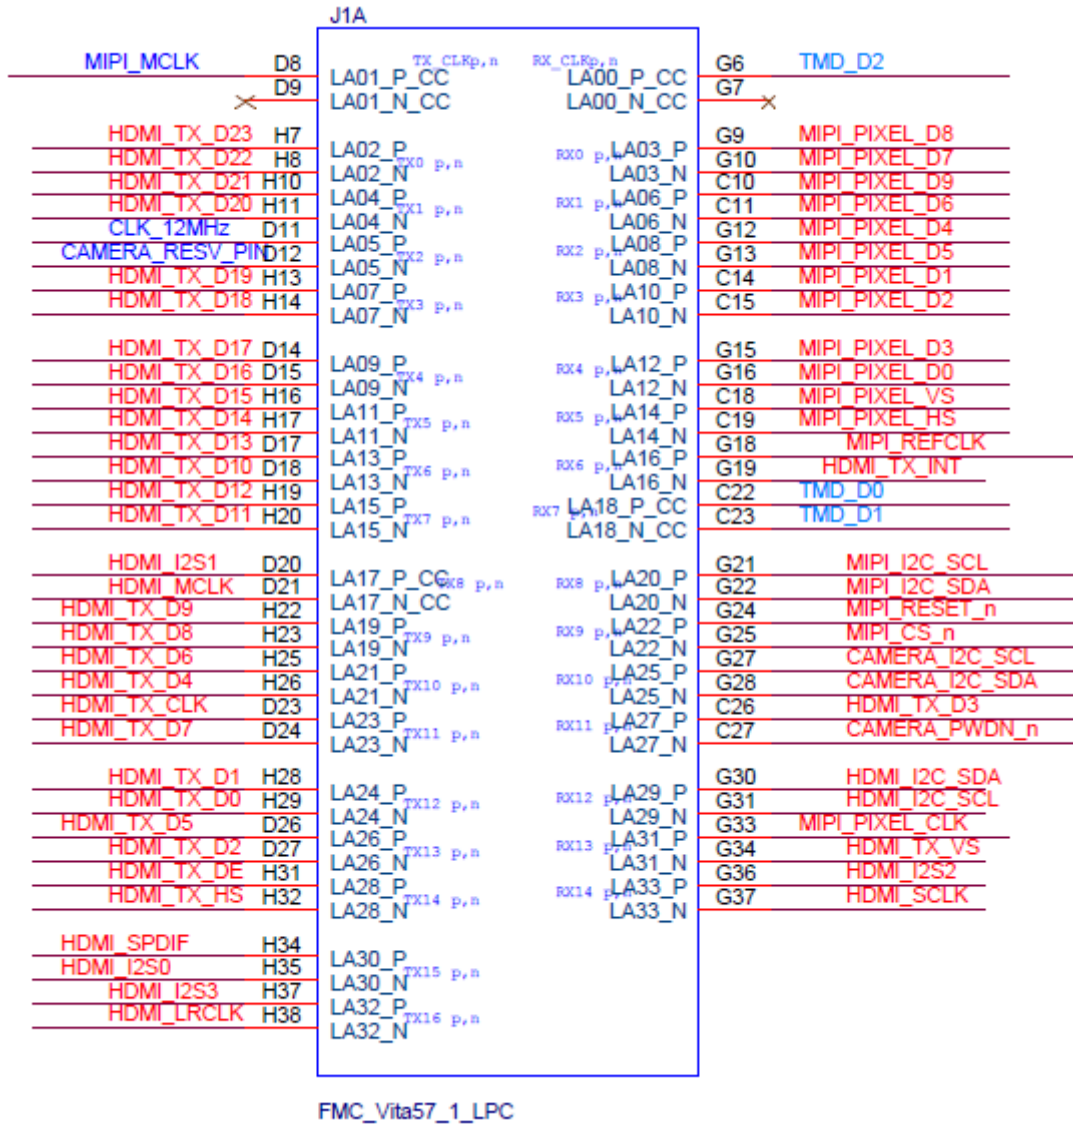 J1A
MIPI_MCLK D8 LA01_P_CC TX_CLKp,n RX_CLKp,n LA00_P_CC G6 TMD_D2
D9 LA01_N_CC LA00_N_CC G7
HDMI_TX_D23 H7 LA02_P TX0 p,n RX0 p,n LA03_P G9 MIPI_PIXEL_D8
HDMI_TX_D22 H8 LA02_N LA03_N G10 MIPI_PIXEL_D7
HDMI_TX_D21 H10 LA04_P TX1 p,n RX1 p,n LA06_P C10 MIPI_PIXEL_D9
HDMI_TX_D20 H11 LA04_N LA06_N C11 MIPI_PIXEL_D6
CLK_12MHz D11 LA05_P TX2 p,n RX2 p,n LA08_P G12 MIPI_PIXEL_D4
CAMERA_RESV_PIN D12 LA05_N LA08_N G13 MIPI_PIXEL_D5
HDMI_TX_D19 H13 LA07_P TX3 p,n RX3 p,n LA10_P C14 MIPI_PIXEL_D1
HDMI_TX_D18 H14 LA07_N LA10_N C15 MIPI_PIXEL_D2
HDMI_TX_D17 D14 LA09_P TX4 p,n RX4 p,n LA12_P G15 MIPI_PIXEL_D3
HDMI_TX_D16 D15 LA09_N LA12_N G16 MIPI_PIXEL_D0
HDMI_TX_D15 H16 LA11_P TX5 p,n RX5 p,n LA14_P C18 MIPI_PIXEL_VS
HDMI_TX_D14 H17 LA11_N LA14_N C19 MIPI_PIXEL_HS
HDMI_TX_D13 D17 LA13_P TX6 p,n RX6 p,n LA16_P G18 MIPI_REFCLK
HDMI_TX_D10 D18 LA13_N LA16_N G19 HDMI_TX_INT
HDMI_TX_D12 H19 LA15_P TX7 p,n RX7 p,n LA18_P_CC C22 TMD_D0
HDMI_TX_D11 H20 LA15_N LA18_N_CC C23 TMD_D1
HDMI_I2S1 D20 LA17_P_CC TX8 p,n RX8 p,n LA20_P G21 MIPI_I2C_SCL
HDMI_MCLK D21 LA17_N_CC LA20_N G22 MIPI_I2C_SDA
HDMI_TX_D9 H22 LA19_P TX9 p,n RX9 p,n LA22_P G24 MIPI_RESET_n
HDMI_TX_D8 H23 LA19_N LA22_N G25 MIPI_CS_n
HDMI_TX_D6 H25 LA21_P TX10 p,n RX10 p,n LA25_P G27 CAMERA_I2C_SCL
HDMI_TX_D4 H26 LA21_N LA25_N G28 CAMERA_I2C_SDA
HDMI_TX_CLK D23 LA23_P TX11 p,n RX11 p,n LA27_P C26 HDMI_TX_D3
HDMI_TX_D7 D24 LA23_N LA27_N C27 CAMERA_PWDN_n
HDMI_TX_D1 H28 LA24_P TX12 p,n RX12 p,n LA29_P G30 HDMI_I2C_SDA
HDMI_TX_D0 H29 LA24_N LA29_N G31 HDMI_I2C_SCL
HDMI_TX_D5 D26 LA26_P TX13 p,n RX13 p,n LA31_P G33 MIPI_PIXEL_CLK
HDMI_TX_D2 D27 LA26_N LA31_N G34 HDMI_TX_VS
HDMI_TX_DE H31 LA28_P TX14 p,n RX14 p,n LA33_P G36 HDMI_I2S2
HDMI_TX_HS H32 LA28_N LA33_N G37 HDMI_SCLK
HDMI_SPDIF H34 LA30_P TX15 p,n
HDMI_I2S0 H35 LA30_N
HDMI_I2S3 H37 LA32_P TX16 p,n
HDMI_LRCLK H38 LA32_N
FMC_Vita57_1_LPC